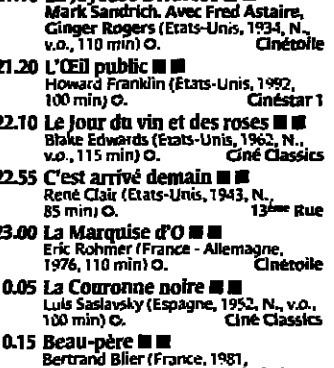 Mark Sandrich. Avec Fred Astaire,
Ginger Rogers (Etats-Unis, 1934, N.,
v.o., 110 min) O. Cinétoile
21.20 L'Œil public ■ ■
Howard Franklin (Etats-Unis, 1992,
100 min) O. Cinéstar 1
22.10 Le Jour du vin et des roses ■ ■
Blake Edwards (Etats-Unis, 1962, N.,
v.o., 115 min) O. Ciné Classics
22.55 C'est arrivé demain ■ ■
René Clair (Etats-Unis, 1943, N.,
85 min) O. 13ème Rue
23.00 La Marquise d'O ■ ■
Eric Rohmer (France - Allemagne,
1976, 110 min) O. Cinétoile
0.05 La Couronne noire ■ ■
Luis Saslavsky (Espagne, 1952, N., v.o.,
100 min) O. Ciné Classics
0.15 Beau-père ■ ■
Bertrand Blier (France, 1981,